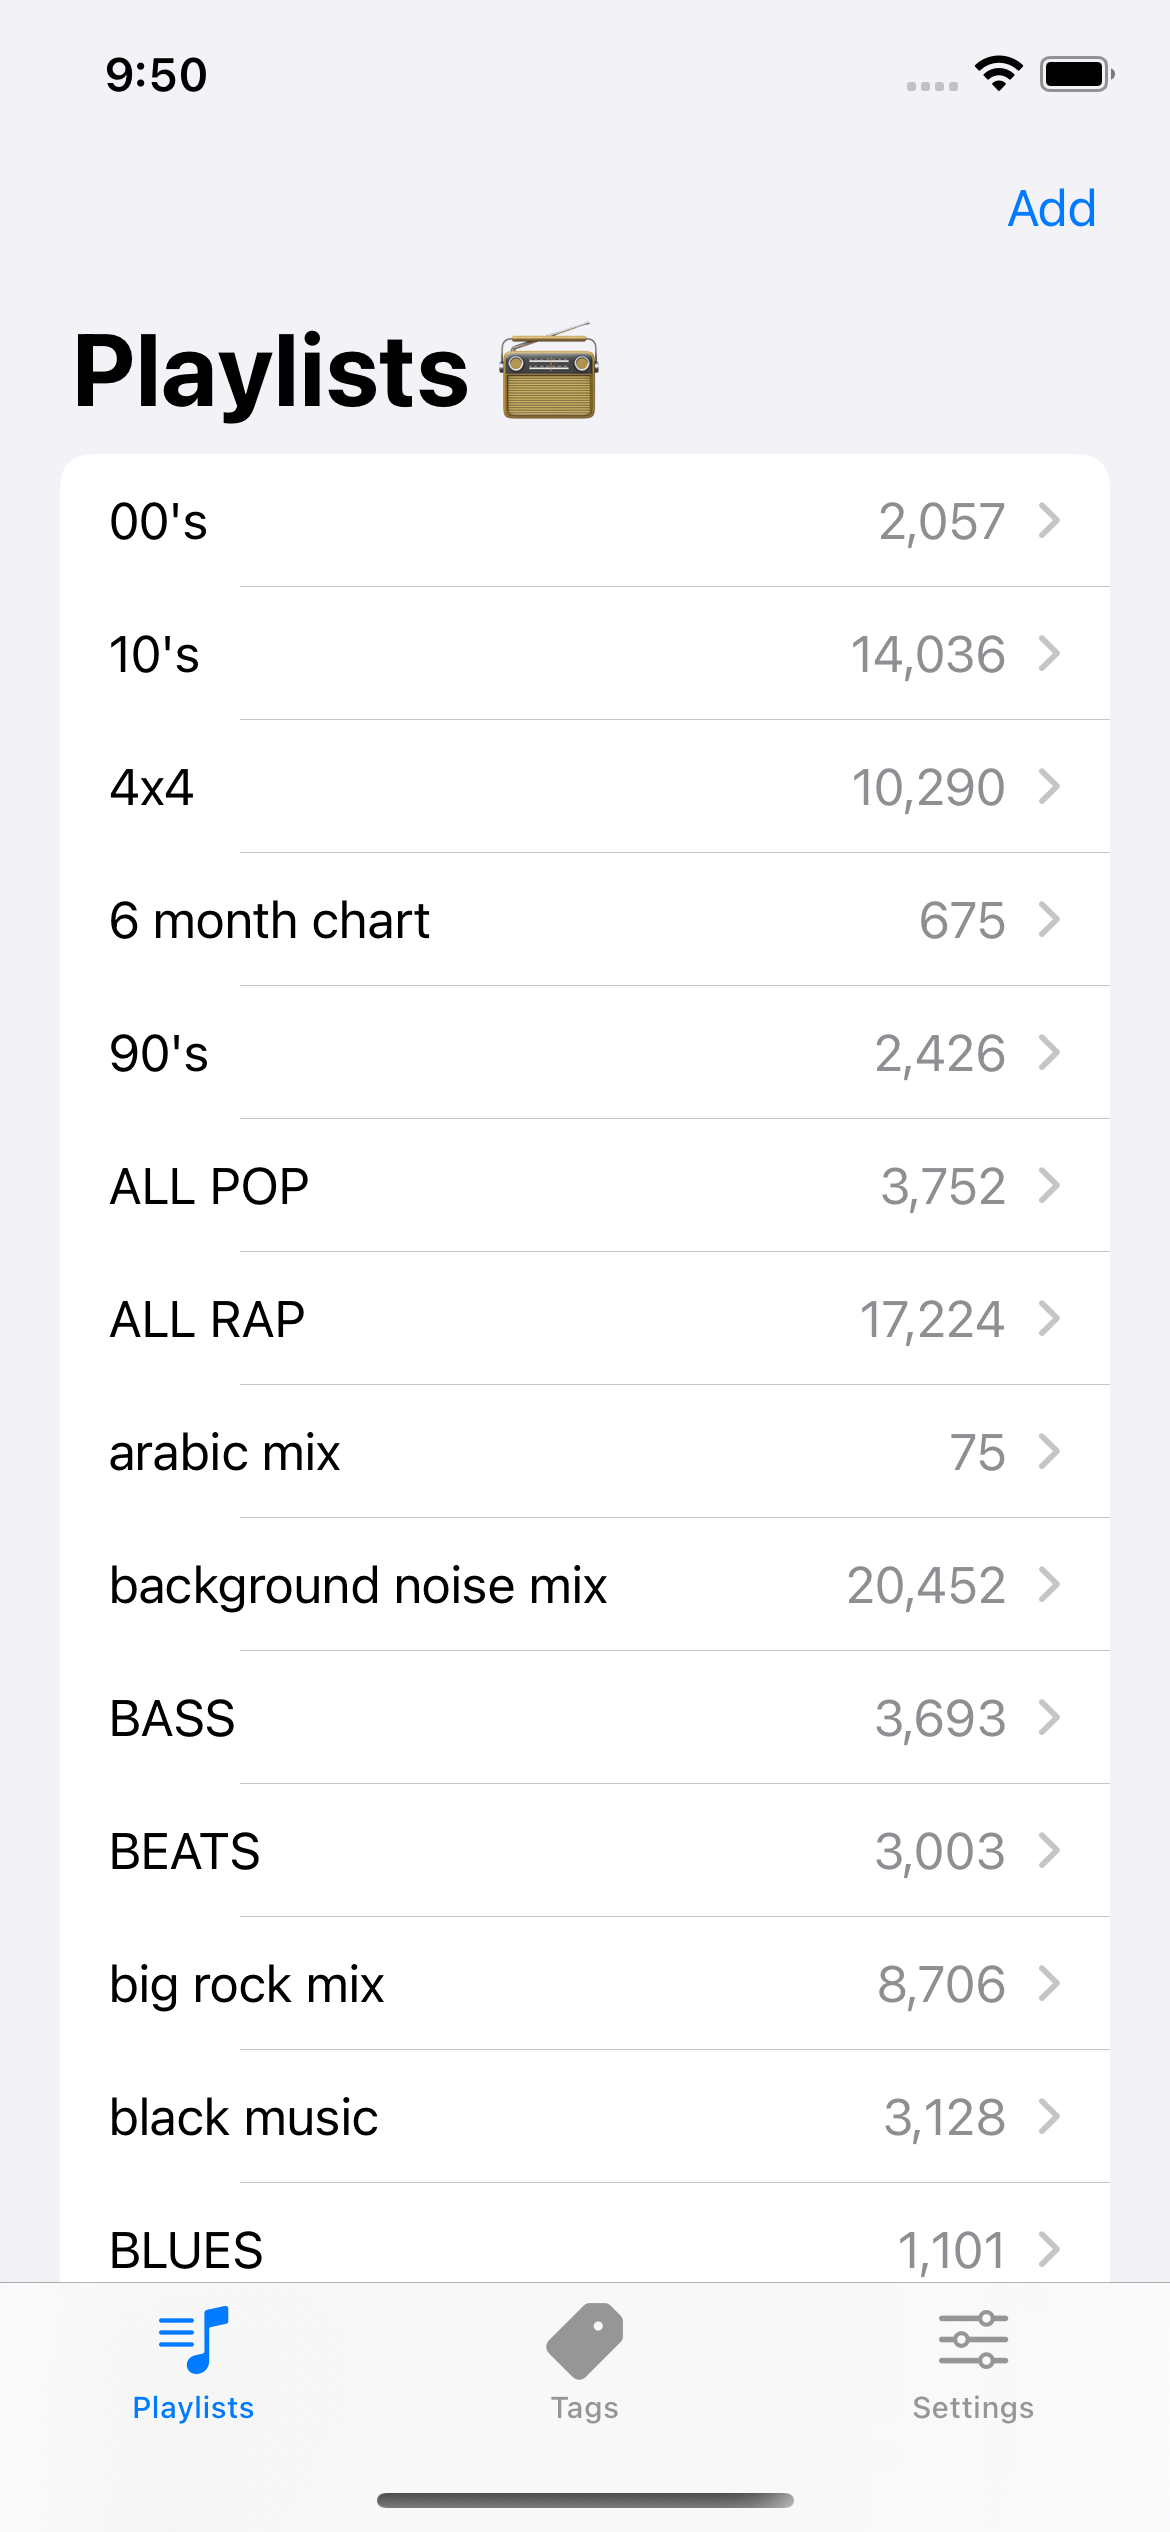 9:50
Add
Playlists
00's 2,057
10's 14,036
4x4 10,290
6 month chart 675
90's 2,426
ALL POP 3,752
ALL RAP 17,224
arabic mix 75
background noise mix 20,452
BASS 3,693
BEATS 3,003
big rock mix 8,706
black music 3,128
BLUES 1,101
Playlists Tags Settings